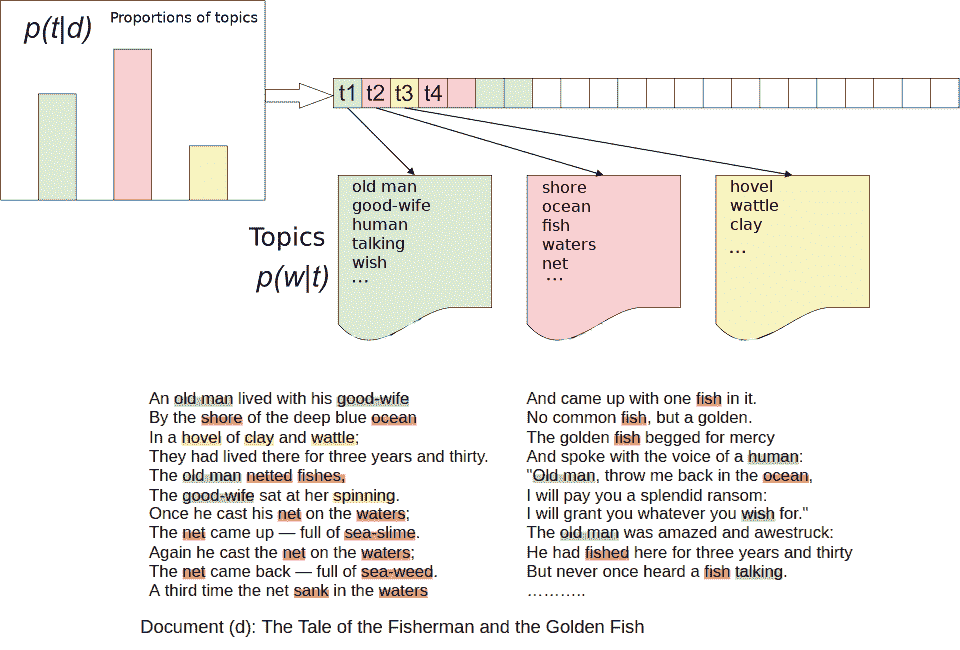 p(t|d)
Proportions of topics
t1 t2 t3 t4
Topics
p(w|t)
old man
good-wife
human
talking
wish
...
shore
ocean
fish
waters
net
...
hovel
wattle
clay
...
An old man lived with his good-wife
By the shore of the deep blue ocean
In a hovel of clay and wattle;
They had lived there for three years and thirty.
The old man netted fishes,
The good-wife sat at her spinning.
Once he cast his net on the waters;
The net came up — full of sea-slime.
Again he cast the net on the waters;
The net came back — full of sea-weed.
A third time the net sank in the waters
And came up with one fish in it.
No common fish, but a golden.
The golden fish begged for mercy
And spoke with the voice of a human:
"Old man, throw me back in the ocean,
I will pay you a splendid ransom:
I will grant you whatever you wish for."
The old man was amazed and awestruck:
He had fished here for three years and thirty
But never once heard a fish talking.
………..
Document (d): The Tale of the Fisherman and the Golden Fish